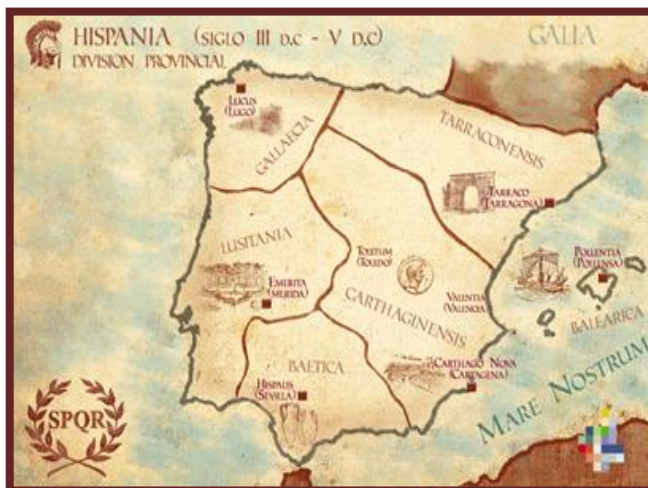 HISPANIA (SIGLO III D.C - V D.C)
DIVISION PROVINCIAL
GALIA
LUCUS
(LUGO)
GALLAECIA
TARRACONENSIS
TARRACO
(TARRAGONA)
LUSITANIA
TOLETUM
(TOLEDO)
POLLENTIA
(POLLENSA)
EMERITA
(MERIDA)
VALENTIA
(VALENCIA)
BALEARICA
CARTHAGINENSIS
BAETICA
CARTHAGO NOVA
(CARTAGENA)
HISPALIS
(SEVILLA)
MARE NOSTRUM
SPQR